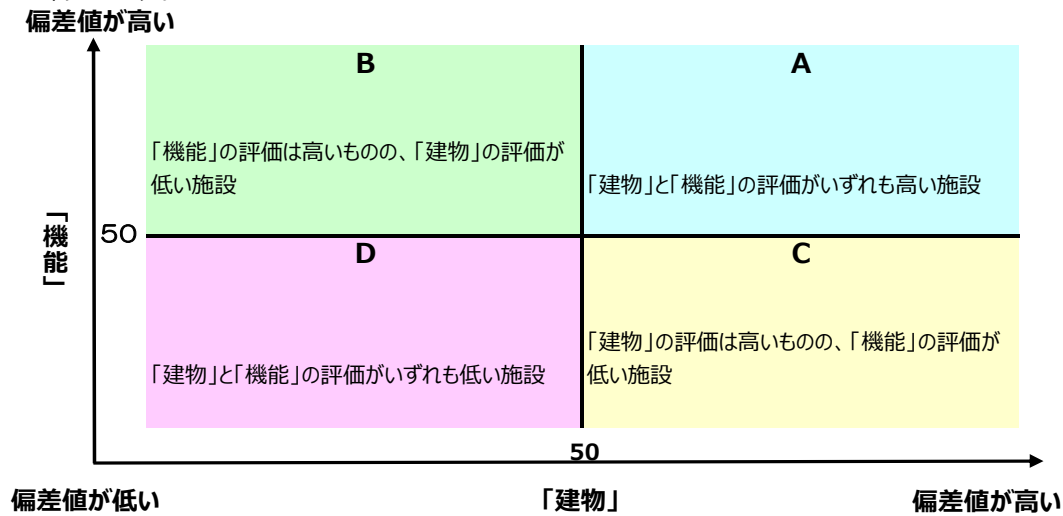 偏差値が高い
B
A
「機能」の評価は高いものの、「建物」の評価が
低い施設
「建物」と「機能」の評価がいずれも高い施設
「機能」
50
D
C
「建物」の評価は高いものの、「機能」の評価が
低い施設
「建物」と「機能」の評価がいずれも低い施設
50
偏差値が低い
「建物」
偏差値が高い